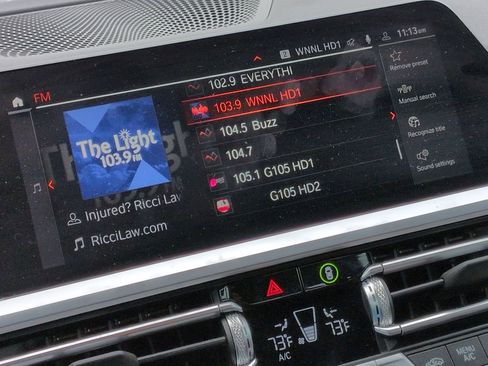 WNNL HD1
11:13am
FM
102.9 EVERYTHI
103.9 WNNL HD1
104.5 Buzz
104.7
105.1 G105 HD1
G105 HD2
Remove preset
Manual search
Recognize title
Sound settings
The Light
103.9 FM
Injured? Ricci Law
RicciLaw.com
73°F
A/C
73°F
MENU
A/C